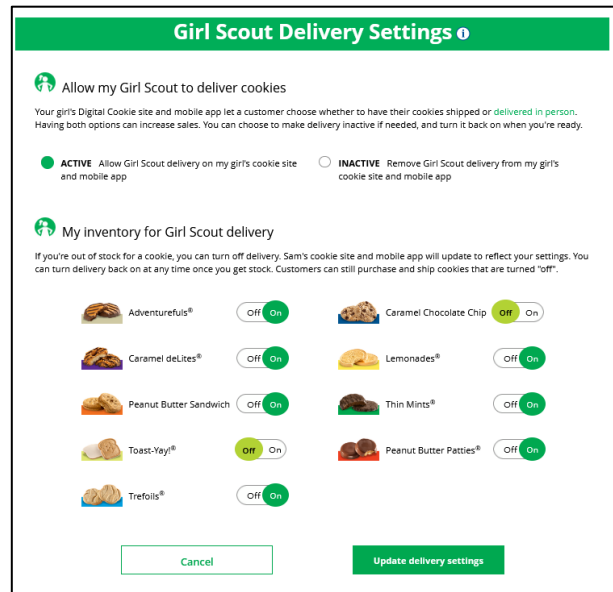 Girl Scout Delivery Settings i
Allow my Girl Scout to deliver cookies
Your girl's Digital Cookie site and mobile app let a customer choose whether to have their cookies shipped or delivered in person.
Having both options can increase sales. You can choose to make delivery inactive if needed, and turn it back on when you're ready.
ACTIVE Allow Girl Scout delivery on my girl's cookie site
and mobile app
INACTIVE Remove Girl Scout delivery from my girl's
cookie site and mobile app
My inventory for Girl Scout delivery
If you're out of stock for a cookie, you can turn off delivery. Sam's cookie site and mobile app will update to reflect your settings. You
can turn delivery back on at any time once you get stock. Customers can still purchase and ship cookies that are turned "off".
Adventurefuls® Off On
Caramel Chocolate Chip Off On
Caramel deLites® Off On
Lemonades® Off On
Peanut Butter Sandwich Off On
Thin Mints® Off On
Toast-Yay!® Off On
Peanut Butter Patties® Off On
Trefoils® Off On
Cancel
Update delivery settings